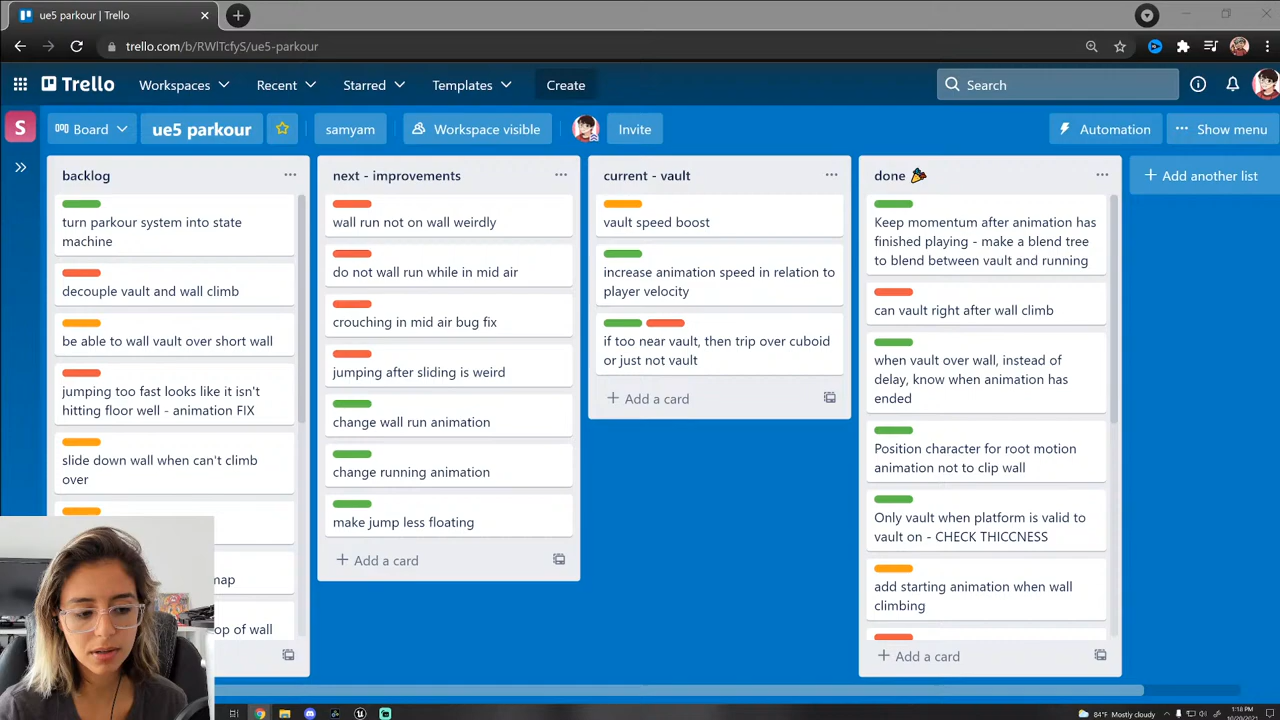 ue5 parkour | Trello
trello.com/b/RWlTcfyS/ue5-parkour
Trello
Workspaces
Recent
Starred
Templates
Create
Search
S
Board
ue5 parkour
samyam
Workspace visible
Invite
Automation
Show menu
backlog
turn parkour system into state
machine
decouple vault and wall climb
be able to wall vault over short wall
jumping too fast looks like it isn't
hitting floor well - animation FIX
slide down wall when can't climb
over
map
op of wall
next - improvements
wall run not on wall weirdly
do not wall run while in mid air
crouching in mid air bug fix
jumping after sliding is weird
change wall run animation
change running animation
make jump less floating
Add a card
current - vault
vault speed boost
increase animation speed in relation to
player velocity
if too near vault, then trip over cuboid
or just not vault
Add a card
done 🎉
Keep momentum after animation has
finished playing - make a blend tree
to blend between vault and running
can vault right after wall climb
when vault over wall, instead of
delay, know when animation has
ended
Position character for root motion
animation not to clip wall
Only vault when platform is valid to
vault on - CHECK THICCNESS
add starting animation when wall
climbing
Add a card
Add another list
84°F Mostly cloudy
1:18 PM